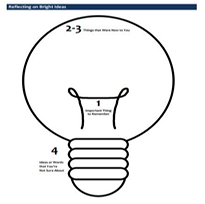 Reflecting on Bright Ideas
2-3 Things that Were New to You
1
Important Thing
to Remember
4
Ideas or Words
that You're
Not Sure About